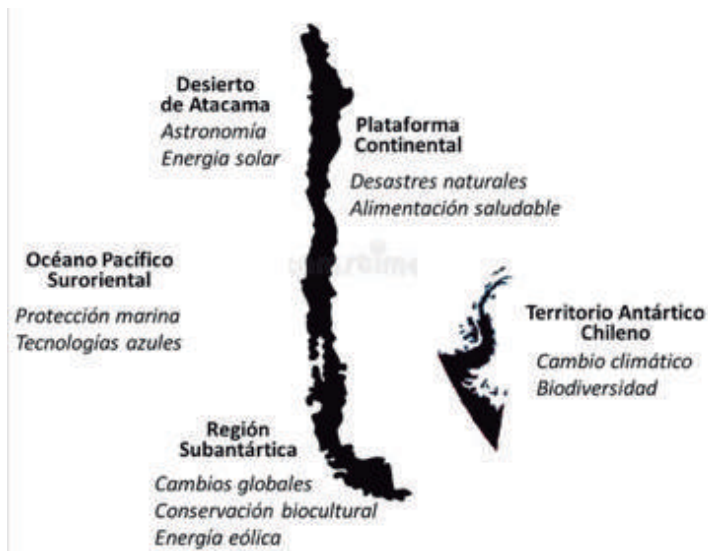 Desierto
de Atacama
Astronomía
Energia solar
Plataforma
Continental
Desastres naturales
Alimentación saludable
Océano Pacífico
Suroriental
Protección marina
Tecnologías azules
Territorio Antártico
Chileno
Cambio climático
Biodiversidad
Región
Subantártica
Cambios globales
Conservación biocultural
Energía eólica